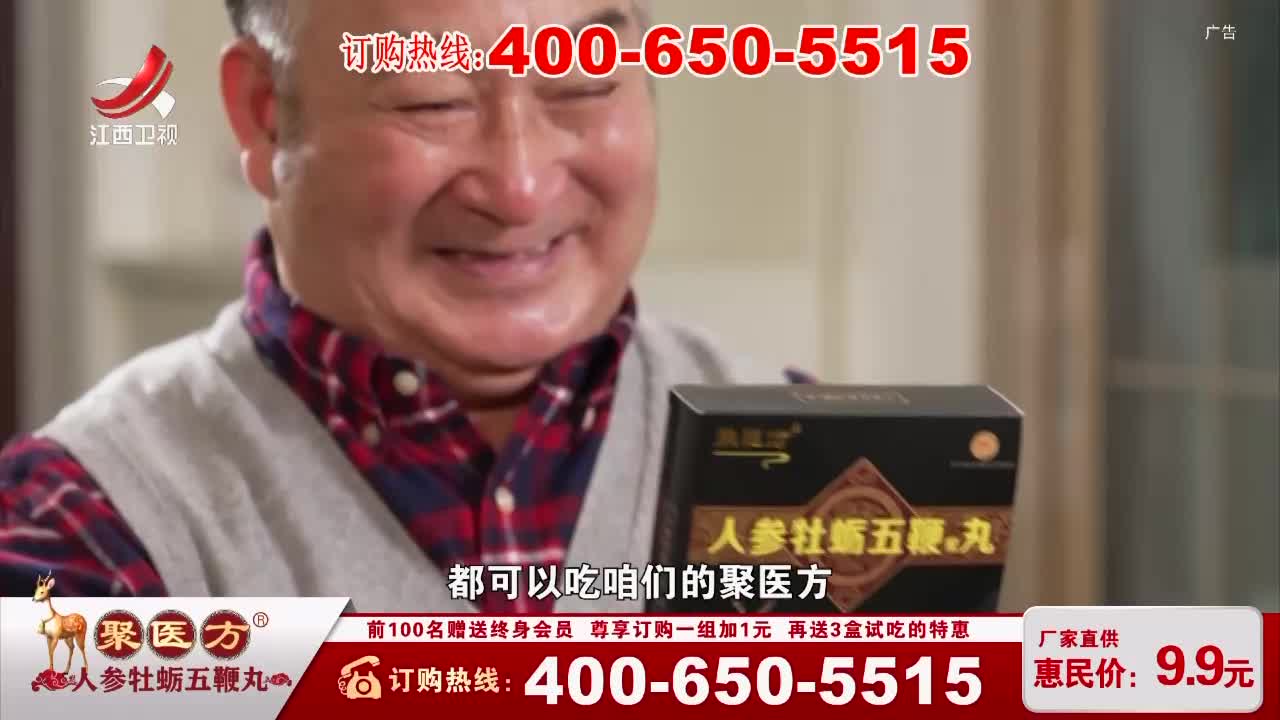 订购热线:400-650-5515
广告
江西卫视
人参牡蛎五鞭丸
都可以吃咱们的聚医方
聚医方®
人参牡蛎五鞭丸
前100名赠送终身会员 尊享订购一组加1元 再送3盒试吃的特惠
订购热线:400-650-5515
厂家直供
惠民价:9.9元